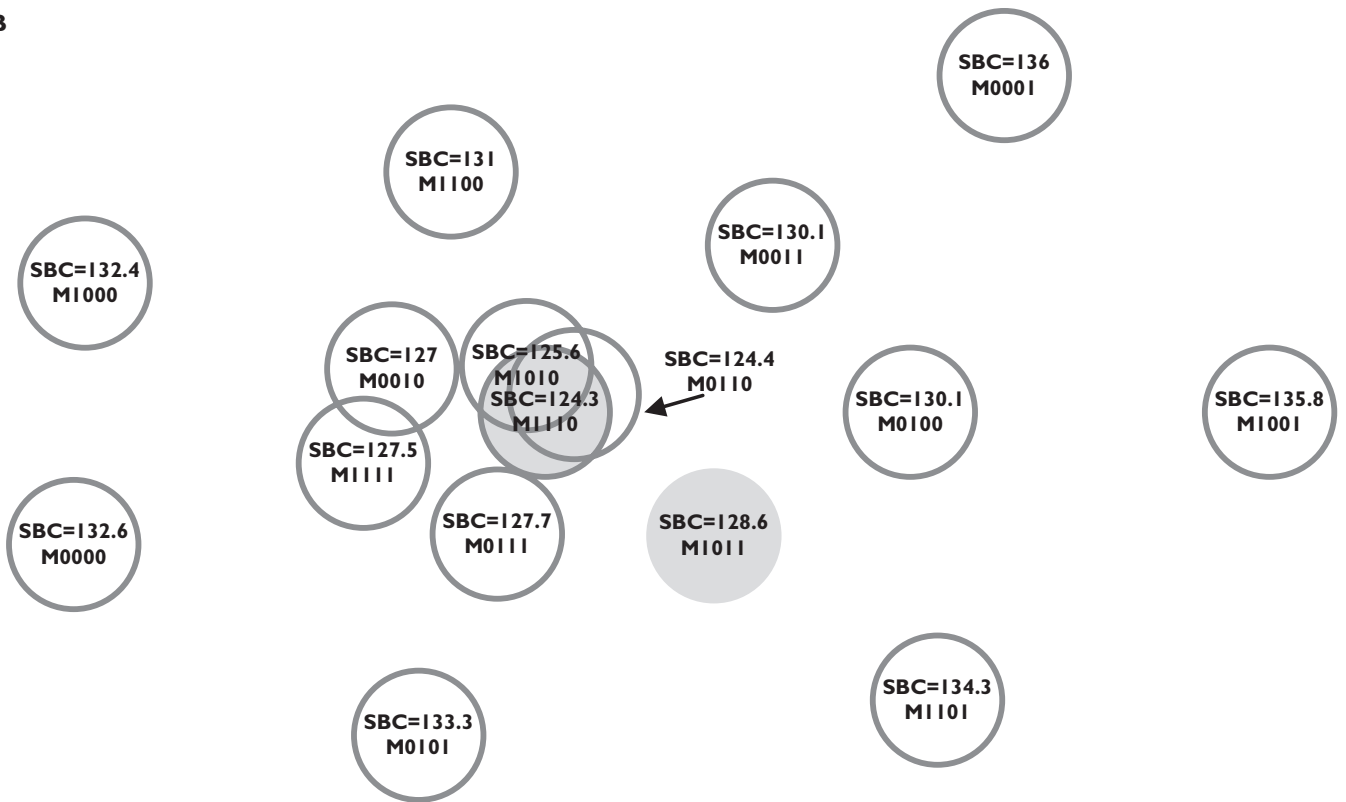 B
SBC=136
M0001
SBC=131
M1100
SBC=130.1
M0011
SBC=132.4
M1000
SBC=127
M0010
SBC=125.6
M1010
SBC=124.3
M1110
SBC=124.4
M0110
SBC=130.1
M0100
SBC=135.8
M1001
SBC=127.5
M1111
SBC=132.6
M0000
SBC=127.7
M0111
SBC=128.6
M1011
SBC=134.3
M1101
SBC=133.3
M0101